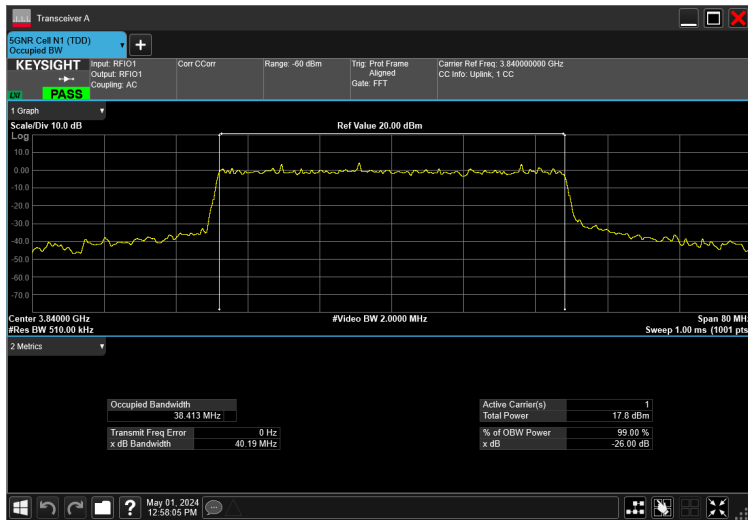 Transceiver A
5GNR Cell N1 (TDD)
Occupied BW
KEYSIGHT
LXI
PASS
Input: RFIO1
Output: RFIO1
Coupling: AC
Corr CCorr
Range: -60 dBm
Trig: Prot Frame
Aligned
Gate: FFT
Carrier Ref Freq: 3.840000000 GHz
CC Info: Uplink, 1 CC
1 Graph
Scale/Div 10.0 dB
Ref Value 20.00 dBm
Log
10.0
0.00
-10.0
-20.0
-30.0
-40.0
-50.0
-60.0
-70.0
Center 3.84000 GHz
#Video BW 2.0000 MHz
Span 80 MHz
#Res BW 510.00 kHz
Sweep 1.00 ms (1001 pts
2 Metrics
Occupied Bandwidth
38.413 MHz
Transmit Freq Error 0 Hz
x dB Bandwidth 40.19 MHz
Active Carrier(s) 1
Total Power 17.8 dBm
% of OBW Power 99.00 %
x dB -26.00 dB
?
May 01, 2024
12:58:05 PM